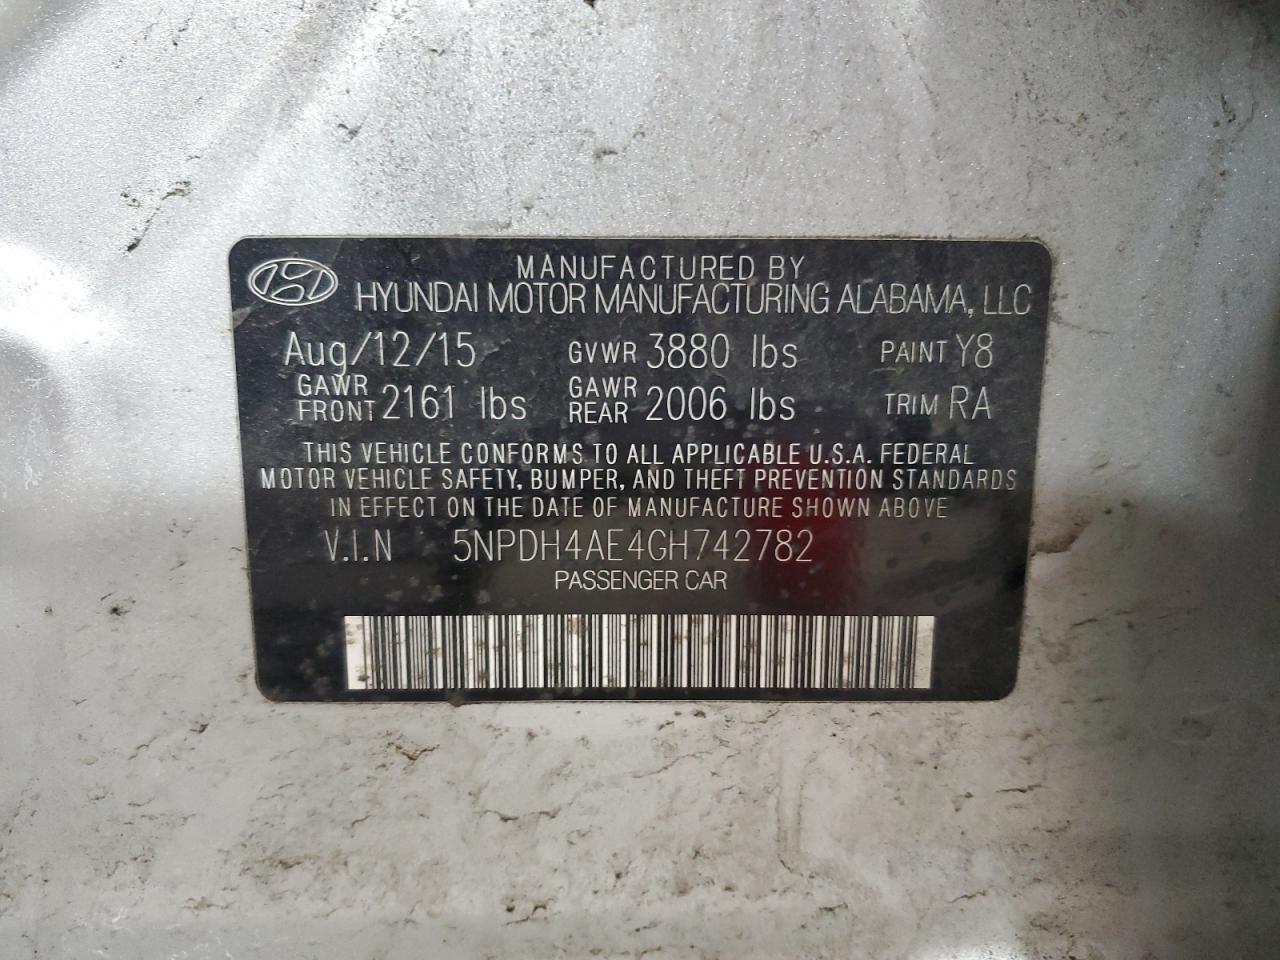 MANUFACTURED BY
HYUNDAI MOTOR MANUFACTURING ALABAMA, LLC
Aug/12/15 GVWR 3880 lbs PAINT Y8
GAWR FRONT 2161 lbs GAWR REAR 2006 lbs TRIM RA
THIS VEHICLE CONFORMS TO ALL APPLICABLE U.S.A. FEDERAL
MOTOR VEHICLE SAFETY, BUMPER, AND THEFT PREVENTION STANDARDS
IN EFFECT ON THE DATE OF MANUFACTURE SHOWN ABOVE
V.I.N 5NPDH4AE4GH742782
PASSENGER CAR